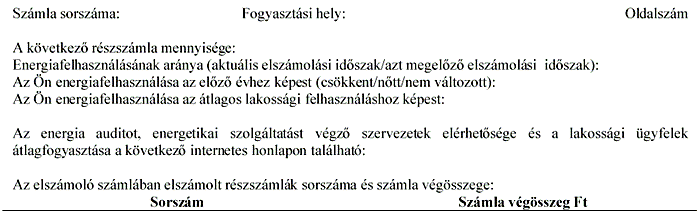 Számla sorszáma: Fogyasztási hely: Oldalszám
A következő részszámla mennyisége:
Energiafelhasználásának aránya (aktuális elszámolási időszak/azt megelőző elszámolási időszak):
Az Ön energiafelhasználása az előző évhez képest (csökkent/nőtt/nem változott):
Az Ön energiafelhasználása az átlagos lakossági felhasználáshoz képest:
Az energia auditot, energetikai szolgáltatást végző szervezetek elérhetősége és a lakossági ügyfelek
átlagfogyasztása a következő internetes honlapon található:
Az elszámoló számlában elszámolt részszámlák sorszáma és számla végösszege:
Sorszám Számla végösszeg Ft